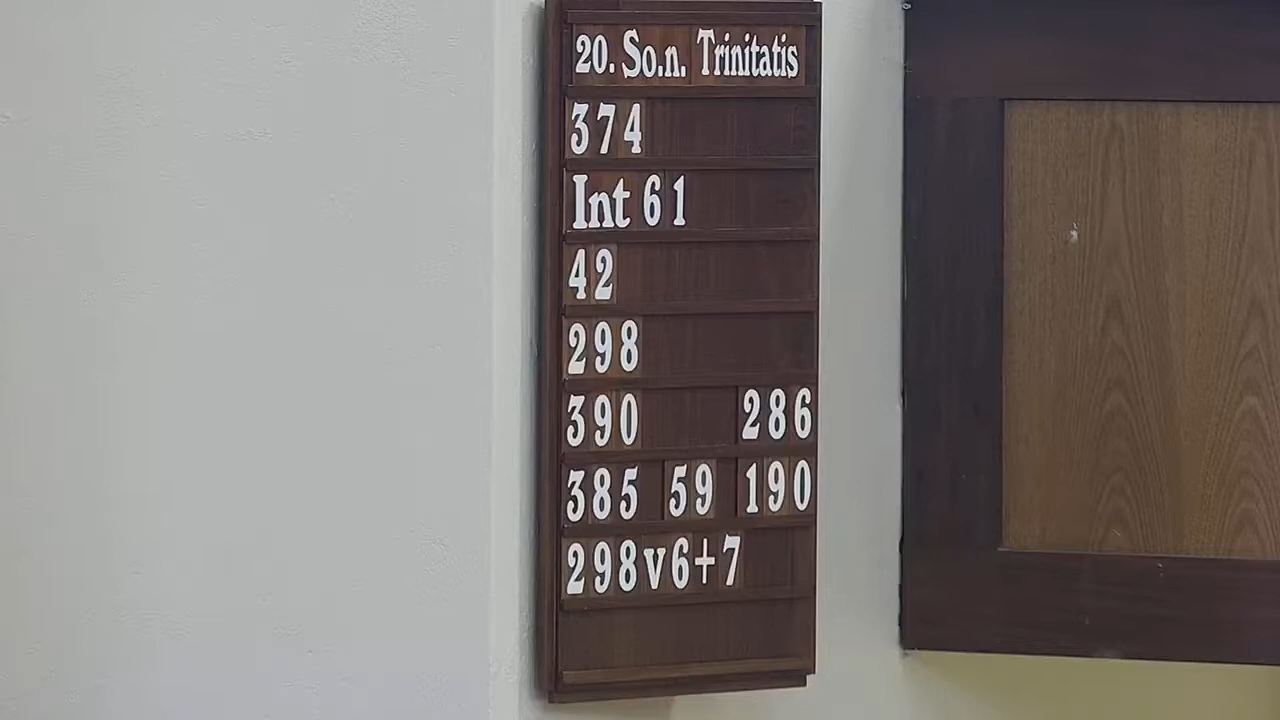 20. So.n. Trinitatis
374
Int 61
42
298
390 286
385 59 190
298v6+7